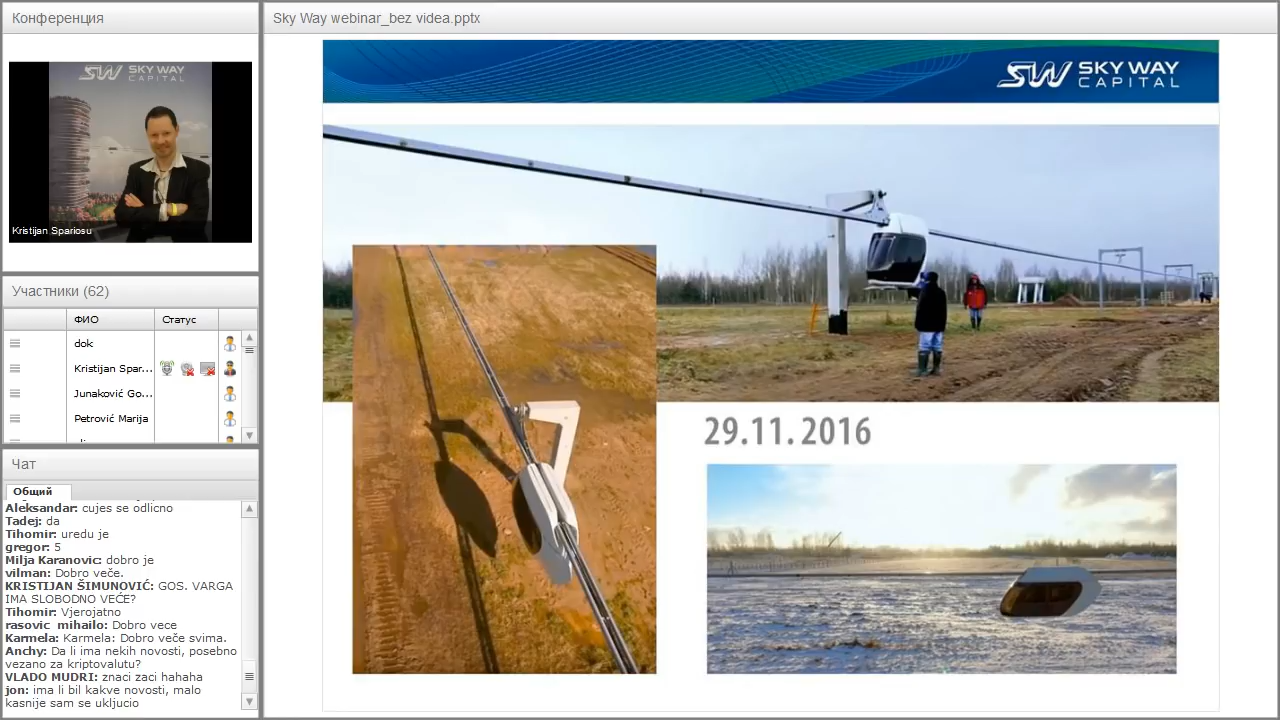 Конференция
SKY WAY
CAPITAL
Kristijan Spariosu
Участники (62)
ФИО
Статус
dok
Kristijan Spar...
Junaković Go...
Petrović Marija
Чат
Общий
Aleksandar: cujes se odlicno
Tadej: da
Tihomir: uredu je
gregor: 5
Milja Karanovic: dobro je
vilman: Dobro veče.
KRISTIJAN ŠIMUNOVIĆ: GOS. VARGA
IMA SLOBODNO VEĆE?
Tihomir: Vjerojatno
rasovic mihailo: Dobro vece
Karmela: Karmela: Dobro veče svima.
Anchy: Da li ima nekih novosti, posebno
vezano za kriptovalutu?
VLADO MUDRI: znaci zaci hahaha
jon: ima li bil kakve novosti, malo
kasnije sam se ukljucio
Sky Way webinar_bez videa.pptx
SW SKY WAY
CAPITAL
29.11.2016